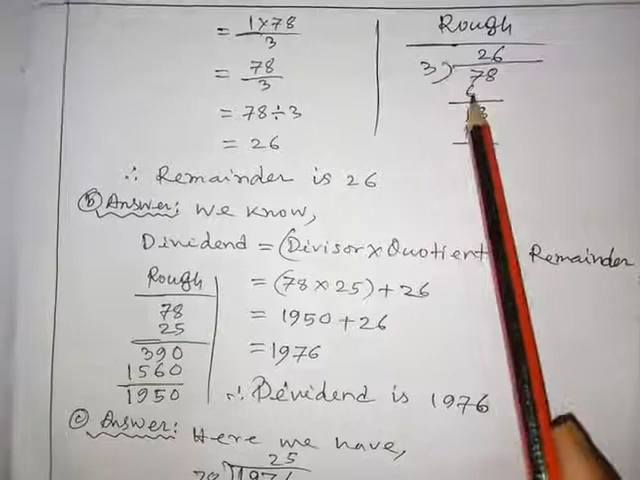 = 1×78/3
= 78/3
= 78÷3
= 26
∴ Remainder is 26
Rough
26
3)78
6
(b) Answer: We know,
Dividend = (Divisor×Quotient Remainder
= (78×25)+26
= 1950+26
=1976
∴ Devidend is 1976
Rough
78
25
390
1560
1950
(c) Answer: Here we have,
25